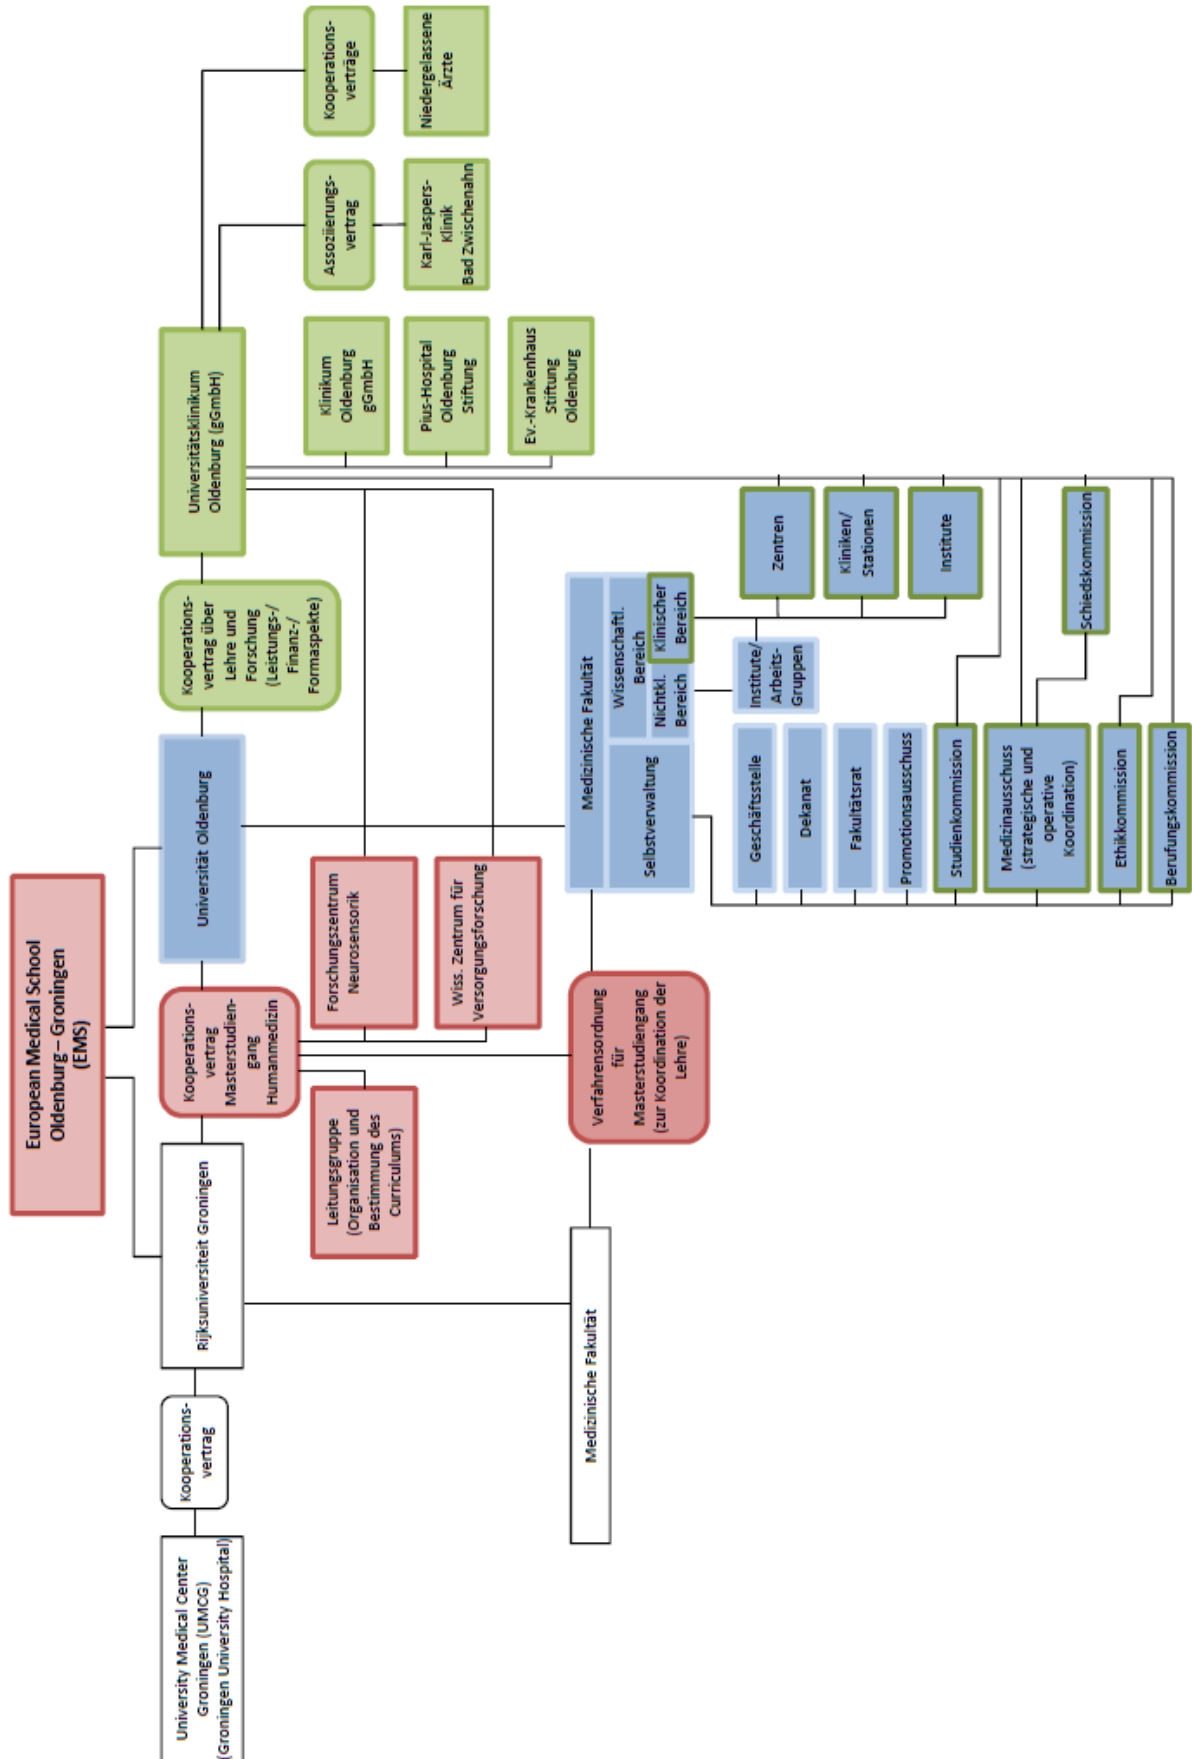 European Medical School
Oldenburg – Groningen
(EMS)
University Medical Center
Groningen (UMCG)
(Groningen University Hospital)
Kooperations-
vertrag
Rijksuniversiteit Groningen
Kooperations-
vertrag
Masterstudien-
gang
Humanmedizin
Universität Oldenburg
Kooperations-
vertrag über
Lehre und
Forschung
(Leistungs-/
Finanz-/
Formaspekte)
Universitätsklinikum
Oldenburg (gGmbH)
Leitungsgruppe
(Organisation und
Bestimmung des
Curriculums)
Forschungszentrum
Neurosensorik
Wiss. Zentrum für
Versorgungsforschung
Klinikum
Oldenburg
gGmbH
Pius-Hospital
Oldenburg
Stiftung
Ev.-Krankenhaus
Stiftung
Oldenburg
Assoziierungs-
vertrag
Karl-Jaspers-
Klinik
Bad Zwischenahn
Kooperations-
verträge
Niedergelassene
Ärzte
Medizinische Fakultät
Verfahrensordnung
für
Masterstudiengang
(zur Koordination der
Lehre)
Medizinische Fakultät
Selbstverwaltung
Wissenschaftl.
Bereich
Nichtkl.
Bereich
Klinischer
Bereich
Geschäftsstelle
Dekanat
Fakultätsrat
Promotionsausschuss
Studienkommission
Medizinausschuss
(strategische und
operative
Koordination)
Ethikkommission
Berufungskommission
Institute/
Arbeits-
Gruppen
Zentren
Kliniken/
Stationen
Institute
Schiedskommission